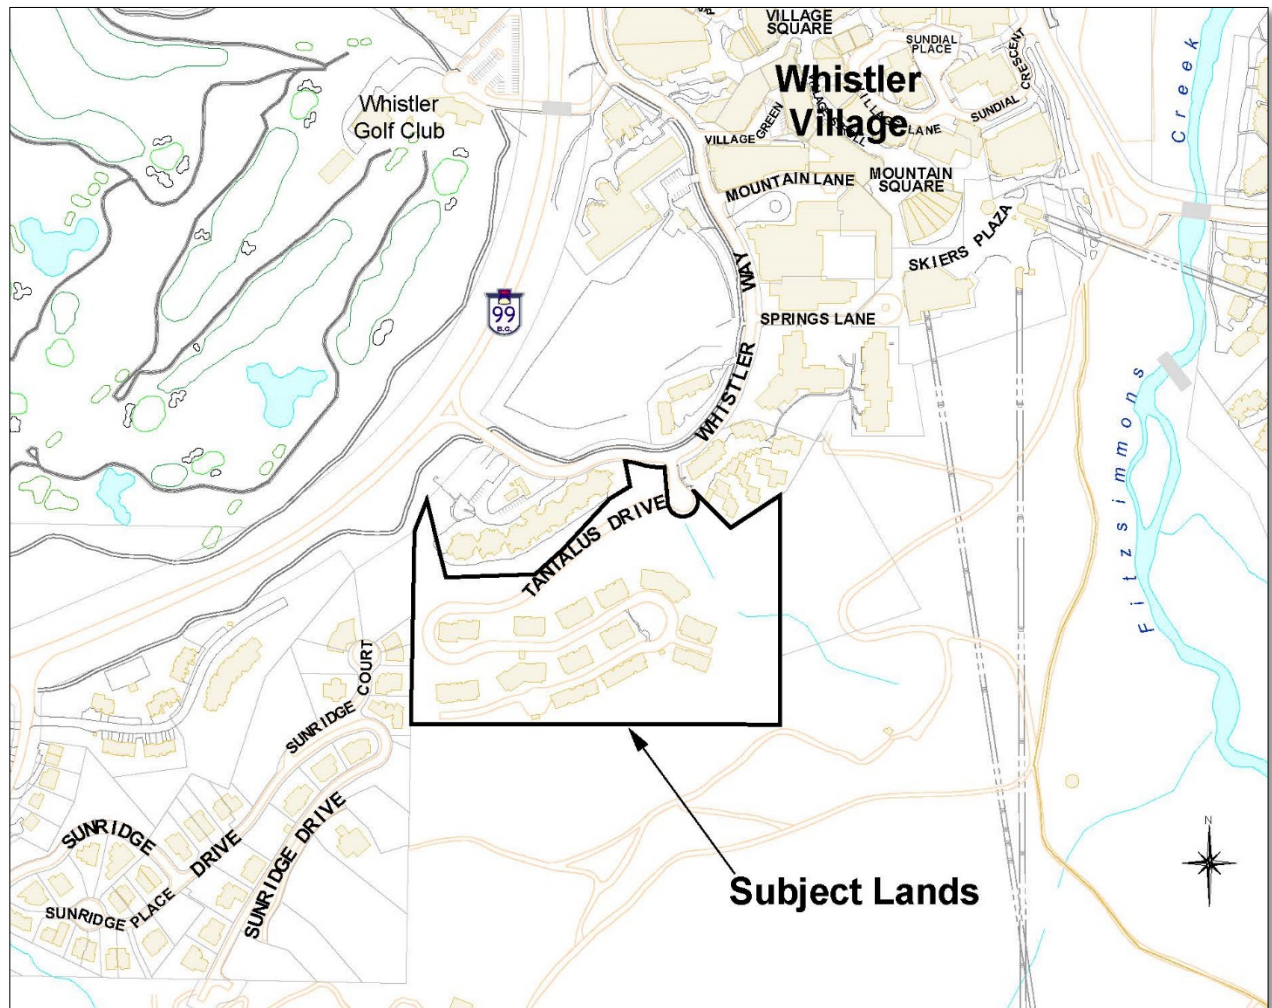 VILLAGE
SQUARE
SUNDIAL
PLACE
CRESCENT
Whistler
Village
Whistler
Golf Club
SUNDIAL
VILLAGE GREEN
LANE
Creek
MOUNTAIN LANE
MOUNTAIN
SQUARE
SKIERS PLAZA
WHISTLER WAY
99
B.C.
SPRINGS LANE
Fitzsimmons
TANTALUS DRIVE
SUNRIDGE COURT
SUNRIDGE DRIVE
SUNRIDGE DRIVE
SUNRIDGE PLACE
N
Subject Lands